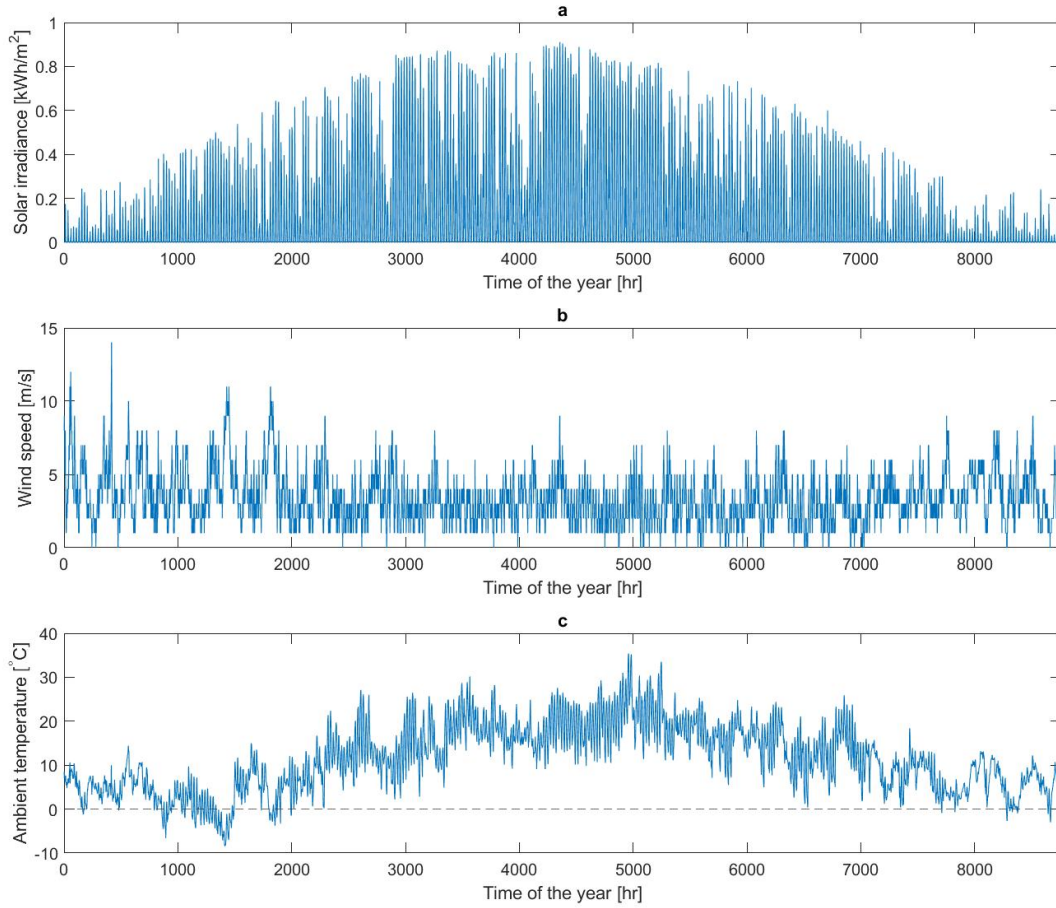 a
Solar irradiance [kWh/m²]
1
0.8
0.6
0.4
0.2
0
0 1000 2000 3000 4000 5000 6000 7000 8000
Time of the year [hr]
b
Wind speed [m/s]
15
10
5
0
0 1000 2000 3000 4000 5000 6000 7000 8000
Time of the year [hr]
c
Ambient temperature [°C]
40
30
20
10
0
-10
0 1000 2000 3000 4000 5000 6000 7000 8000
Time of the year [hr]